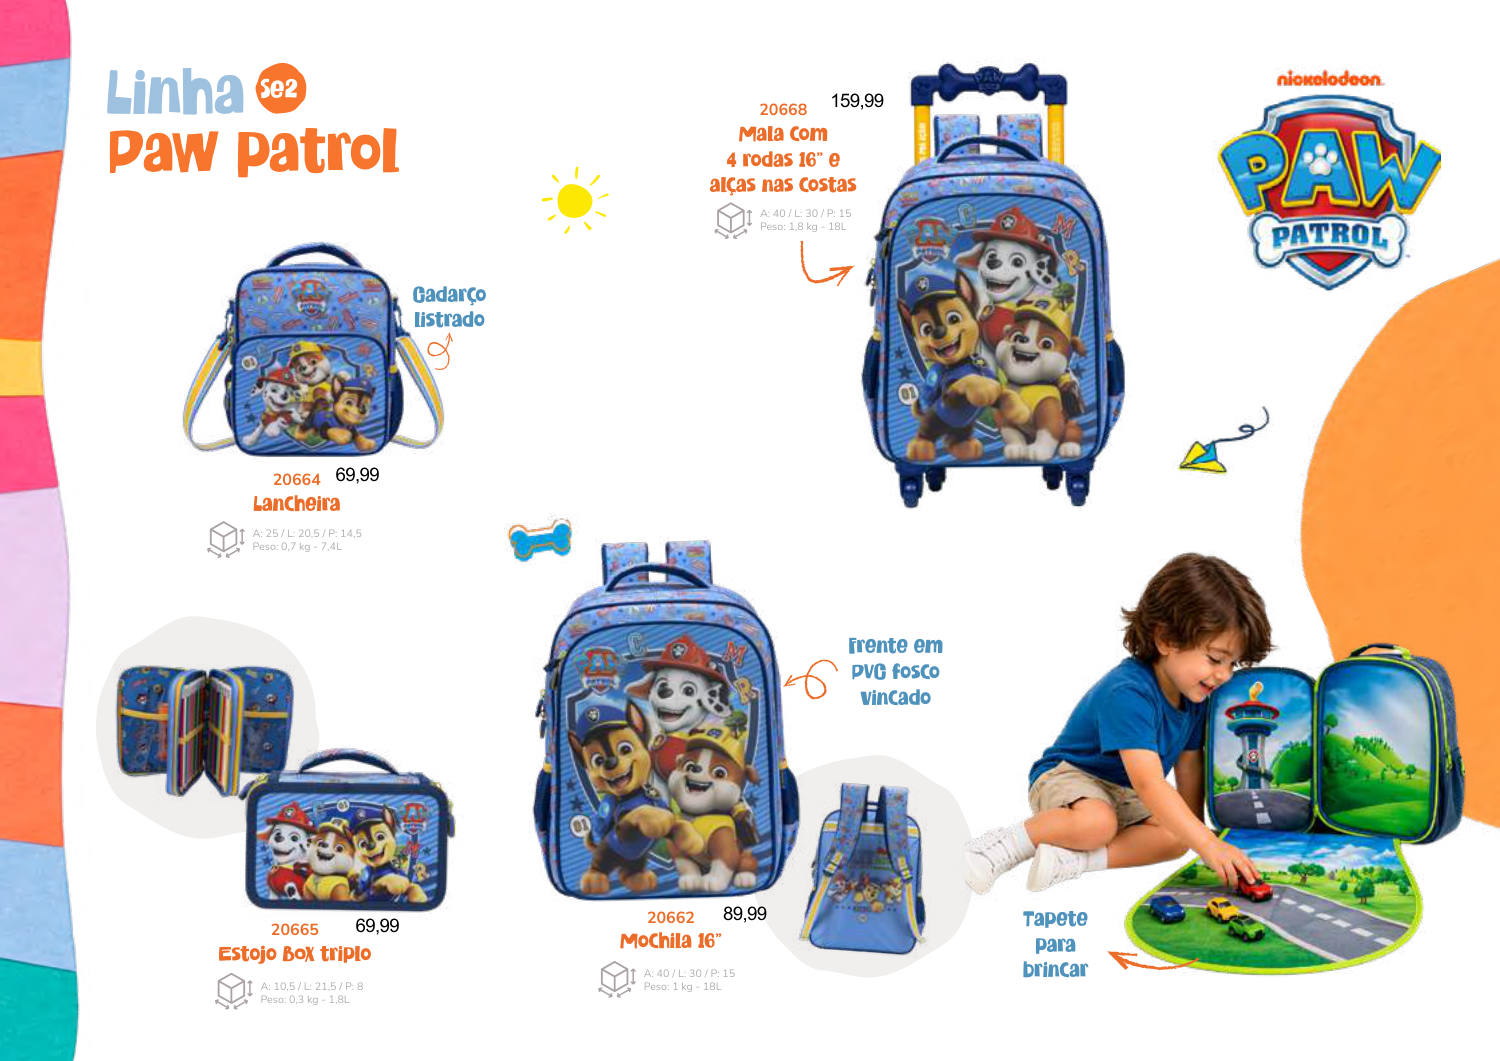 Linha Se2
Paw Patrol
20668 159,99
Mala com
4 rodas 16” e
alças nas costas
A: 40 / L: 30 / P: 15
Peso: 1,8 kg - 18L
nickelodeon
PAW
PATROL
Cadarço
listrado
20664 69,99
Lancheira
A: 25 / L: 20,5 / P: 14,5
Peso: 0,7 kg - 7,4L
Frente em
PVC fosco
vincado
20665 69,99
Estojo Box triplo
A: 10,5 / L: 21,5 / P: 8
Peso: 0,3 kg - 1,8L
20662 89,99
Mochila 16”
A: 40 / L: 30 / P: 15
Peso: 1 kg - 18L
Tapete
para
brincar